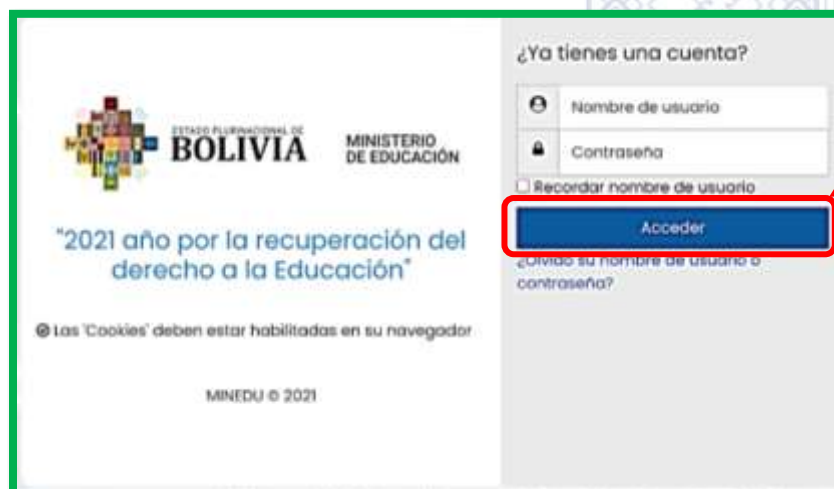 ESTADO PLURINACIONAL DE
BOLIVIA
MINISTERIO
DE EDUCACIÓN
"2021 año por la recuperación del
derecho a la Educación"
Las 'Cookies' deben estar habilitadas en su navegador
MINEDU © 2021
¿Ya tienes una cuenta?
Nombre de usuario
Contraseña
Recordar nombre de usuario
Acceder
¿Olvido su nombre de usuario o
contraseña?